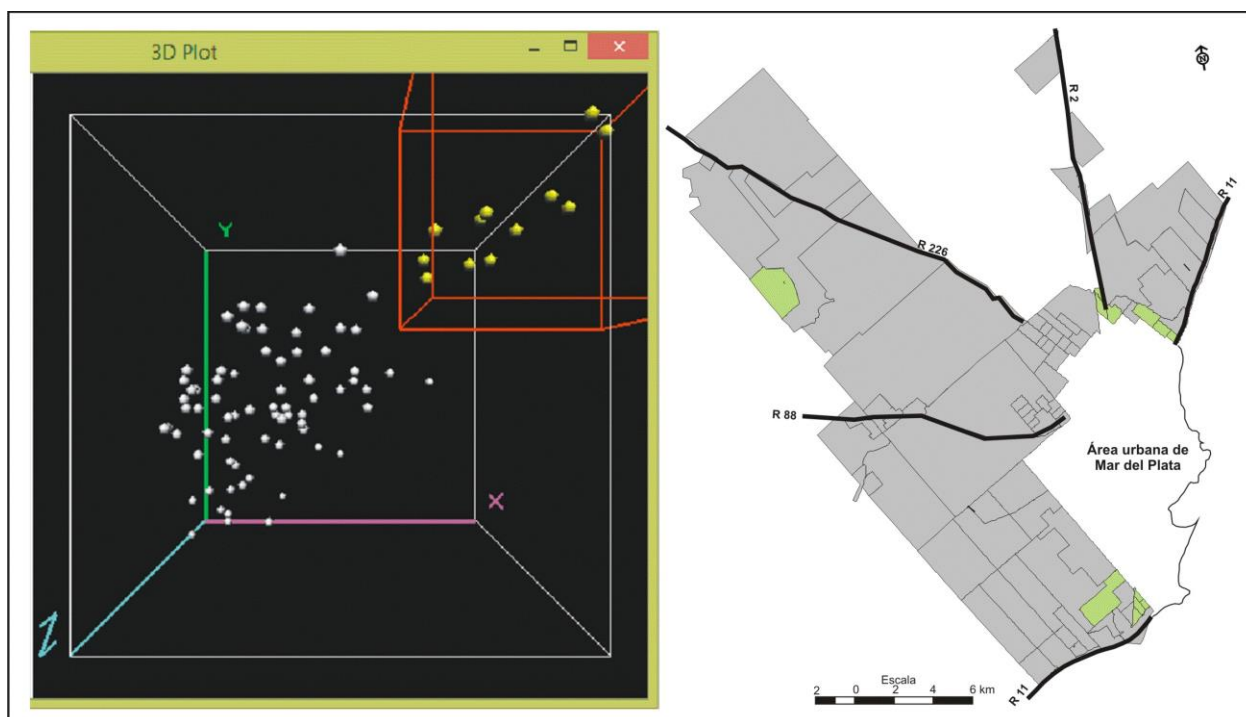 3D Plot
Y
X
Z
R 2
R 11
R 226
R 88
Área urbana de
Mar del Plata
Escala
2 0 2 4 6 km
R 11
N